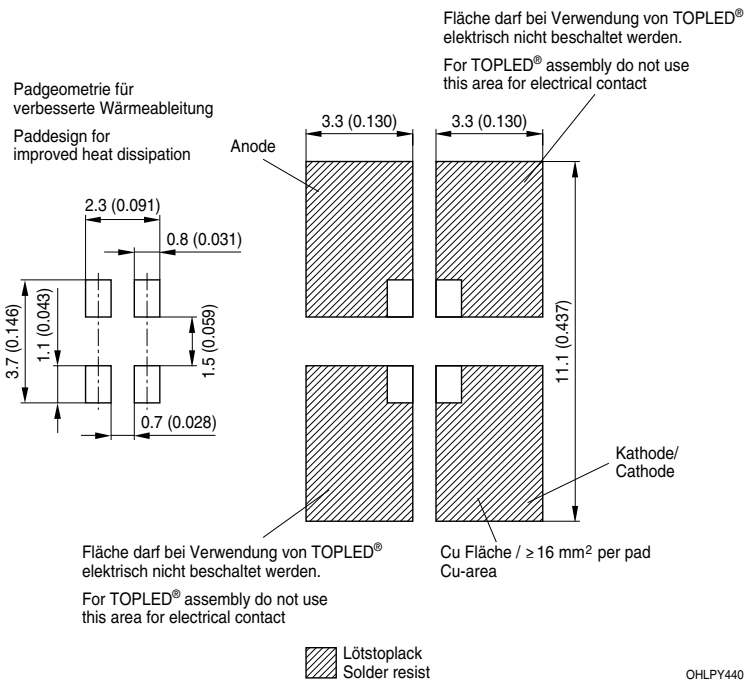 Fläche darf bei Verwendung von TOPLED®
elektrisch nicht beschaltet werden.
For TOPLED® assembly do not use
this area for electrical contact
Padgeometrie für
verbesserte Wärmeableitung
Paddesign for
improved heat dissipation
Anode
3.3 (0.130)
3.3 (0.130)
2.3 (0.091)
0.8 (0.031)
3.7 (0.146)
1.1 (0.043)
1.5 (0.059)
0.7 (0.028)
11.1 (0.437)
Kathode/
Cathode
Fläche darf bei Verwendung von TOPLED®
elektrisch nicht beschaltet werden.
For TOPLED® assembly do not use
this area for electrical contact
Cu Fläche / ≥ 16 mm² per pad
Cu-area
Lötstoplack
Solder resist
OHLPY440